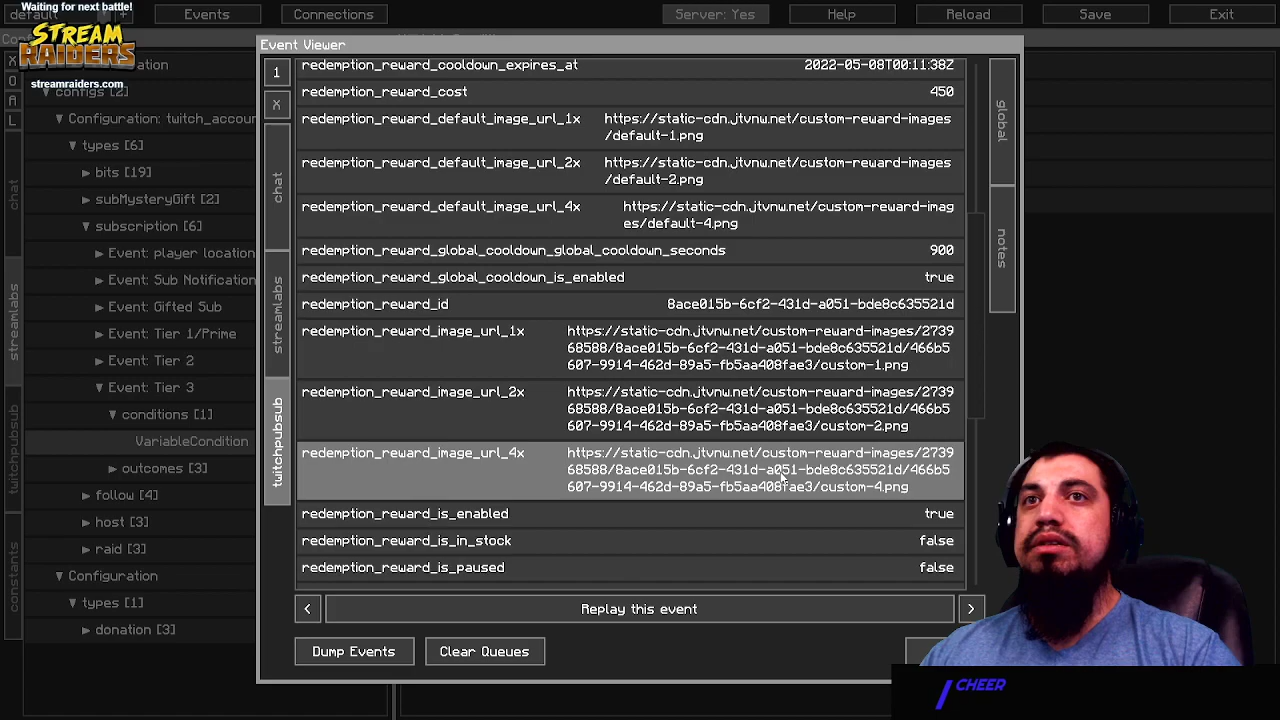 Waiting for next battle!
STREAM
RAIDERS
streamraiders.com
default
+
Events
Connections
Server: Yes
Help
Reload
Save
Exit
Event Viewer
X
O
A
L
chat
streamlabs
twitchpubsub
constants
configs [2]
Configuration: twitch_accoun
types [6]
bits [19]
subMysteryGift [2]
subscription [6]
Event: player location
Event: Sub Notification
Event: Gifted Sub
Event: Tier 1/Prime
Event: Tier 2
Event: Tier 3
conditions [1]
VariableCondition
outcomes [3]
follow [4]
host [3]
raid [3]
Configuration
types [1]
donation [3]
1
X
chat
streamlabs
twitchpubsub
redemption_reward_cooldown_expires_at 2022-05-08T00:11:38Z
redemption_reward_cost 450
redemption_reward_default_image_url_1x https://static-cdn.jtvnw.net/custom-reward-images
/default-1.png
redemption_reward_default_image_url_2x https://static-cdn.jtvnw.net/custom-reward-images
/default-2.png
redemption_reward_default_image_url_4x https://static-cdn.jtvnw.net/custom-reward-imag
es/default-4.png
redemption_reward_global_cooldown_global_cooldown_seconds 900
redemption_reward_global_cooldown_is_enabled true
redemption_reward_id 8ace015b-6cf2-431d-a051-bde8c635521d
redemption_reward_image_url_1x https://static-cdn.jtvnw.net/custom-reward-images/2739
68588/8ace015b-6cf2-431d-a051-bde8c635521d/466b5
607-9914-462d-89a5-fb5aa408fae3/custom-1.png
redemption_reward_image_url_2x https://static-cdn.jtvnw.net/custom-reward-images/2739
68588/8ace015b-6cf2-431d-a051-bde8c635521d/466b5
607-9914-462d-89a5-fb5aa408fae3/custom-2.png
redemption_reward_image_url_4x https://static-cdn.jtvnw.net/custom-reward-images/2739
68588/8ace015b-6cf2-431d-a051-bde8c635521d/466b5
607-9914-462d-89a5-fb5aa408fae3/custom-4.png
redemption_reward_is_enabled true
redemption_reward_is_in_stock false
redemption_reward_is_paused false
global
notes
<
Replay this event
>
Dump Events
Clear Queues
CHEER